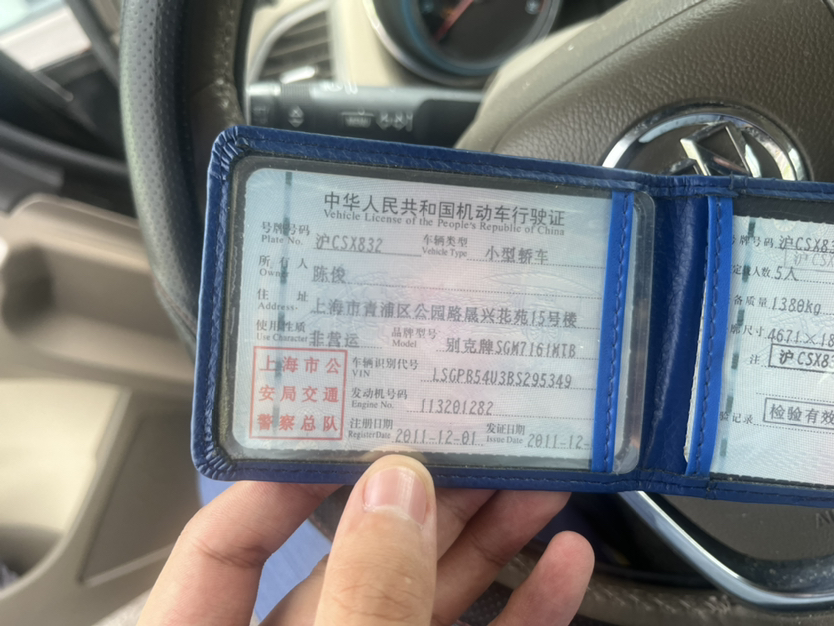 中华人民共和国机动车行驶证
Vehicle License of the People's Republic of China
号牌号码 沪CSX832 车辆类型 小型轿车
Plate No. Vehicle Type
所有人 陈俊
Owner
住址 上海市青浦区公园路晟兴花苑15号楼
Address
使用性质 非营运 品牌型号 别克牌SGM7161MTB
Use Character Model
上海市公安局交通警察总队
车辆识别代号 LSGPB54U3BS295349
VIN
发动机号码 113201282
Engine No.
注册日期 2011-12-01 发证日期 2011-12-
Register Date Issue Date
号牌号码 沪CSX83
沪CSX
定载人数 5人
备质量 1380kg
廓尺寸 4671×18
注 沪CSX83
验记录 检验有效